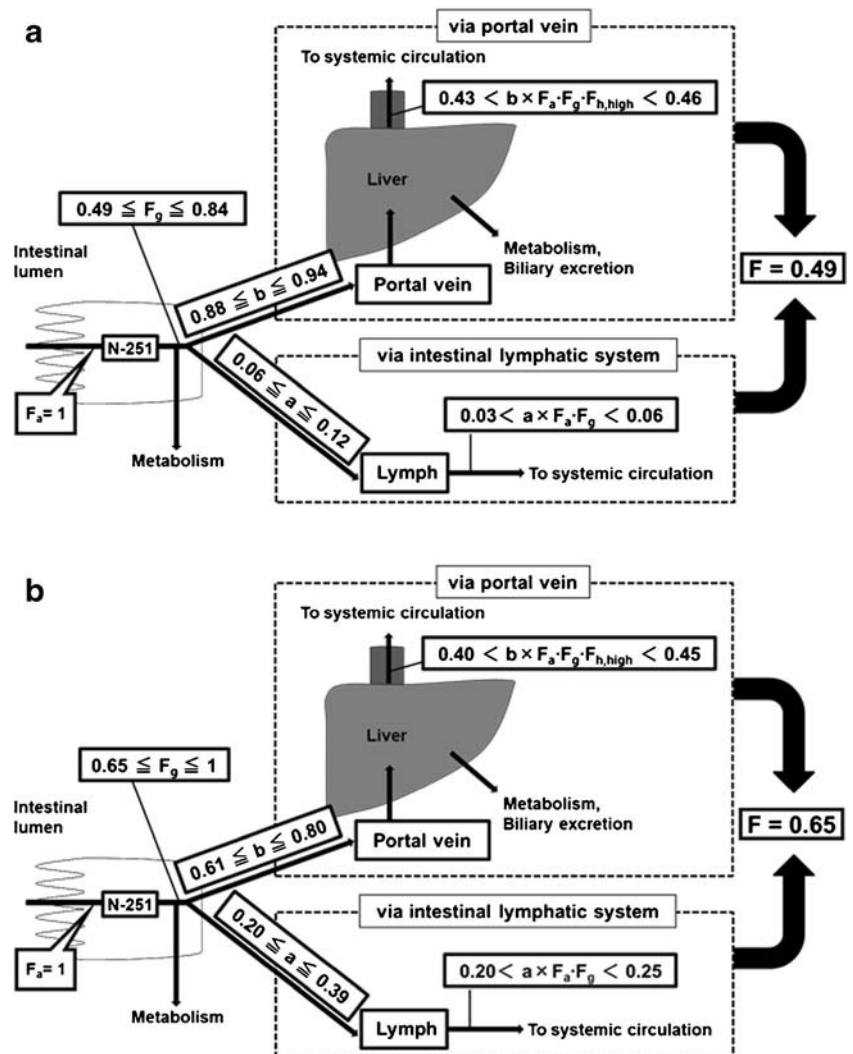 a
via portal vein
To systemic circulation
0.43 < b × Fa·Fg·Fh,high < 0.46
Liver
0.49 ≦ Fg ≦ 0.84
Intestinal
lumen
Metabolism,
Biliary excretion
F = 0.49
0.88 ≦ b ≦ 0.94
Portal vein
N-251
via intestinal lymphatic system
Fa= 1
0.06 ≦ a ≦ 0.12
0.03< a × Fa·Fg < 0.06
Metabolism
Lymph
To systemic circulation
b
via portal vein
To systemic circulation
0.40 < b × Fa·Fg·Fh,high < 0.45
Liver
0.65 ≦ Fg ≦ 1
Intestinal
lumen
Metabolism,
Biliary excretion
F = 0.65
0.61 ≦ b ≦ 0.80
Portal vein
N-251
via intestinal lymphatic system
Fa= 1
0.20 ≦ a ≦ 0.39
0.20< a × Fa·Fg < 0.25
Metabolism
Lymph
To systemic circulation